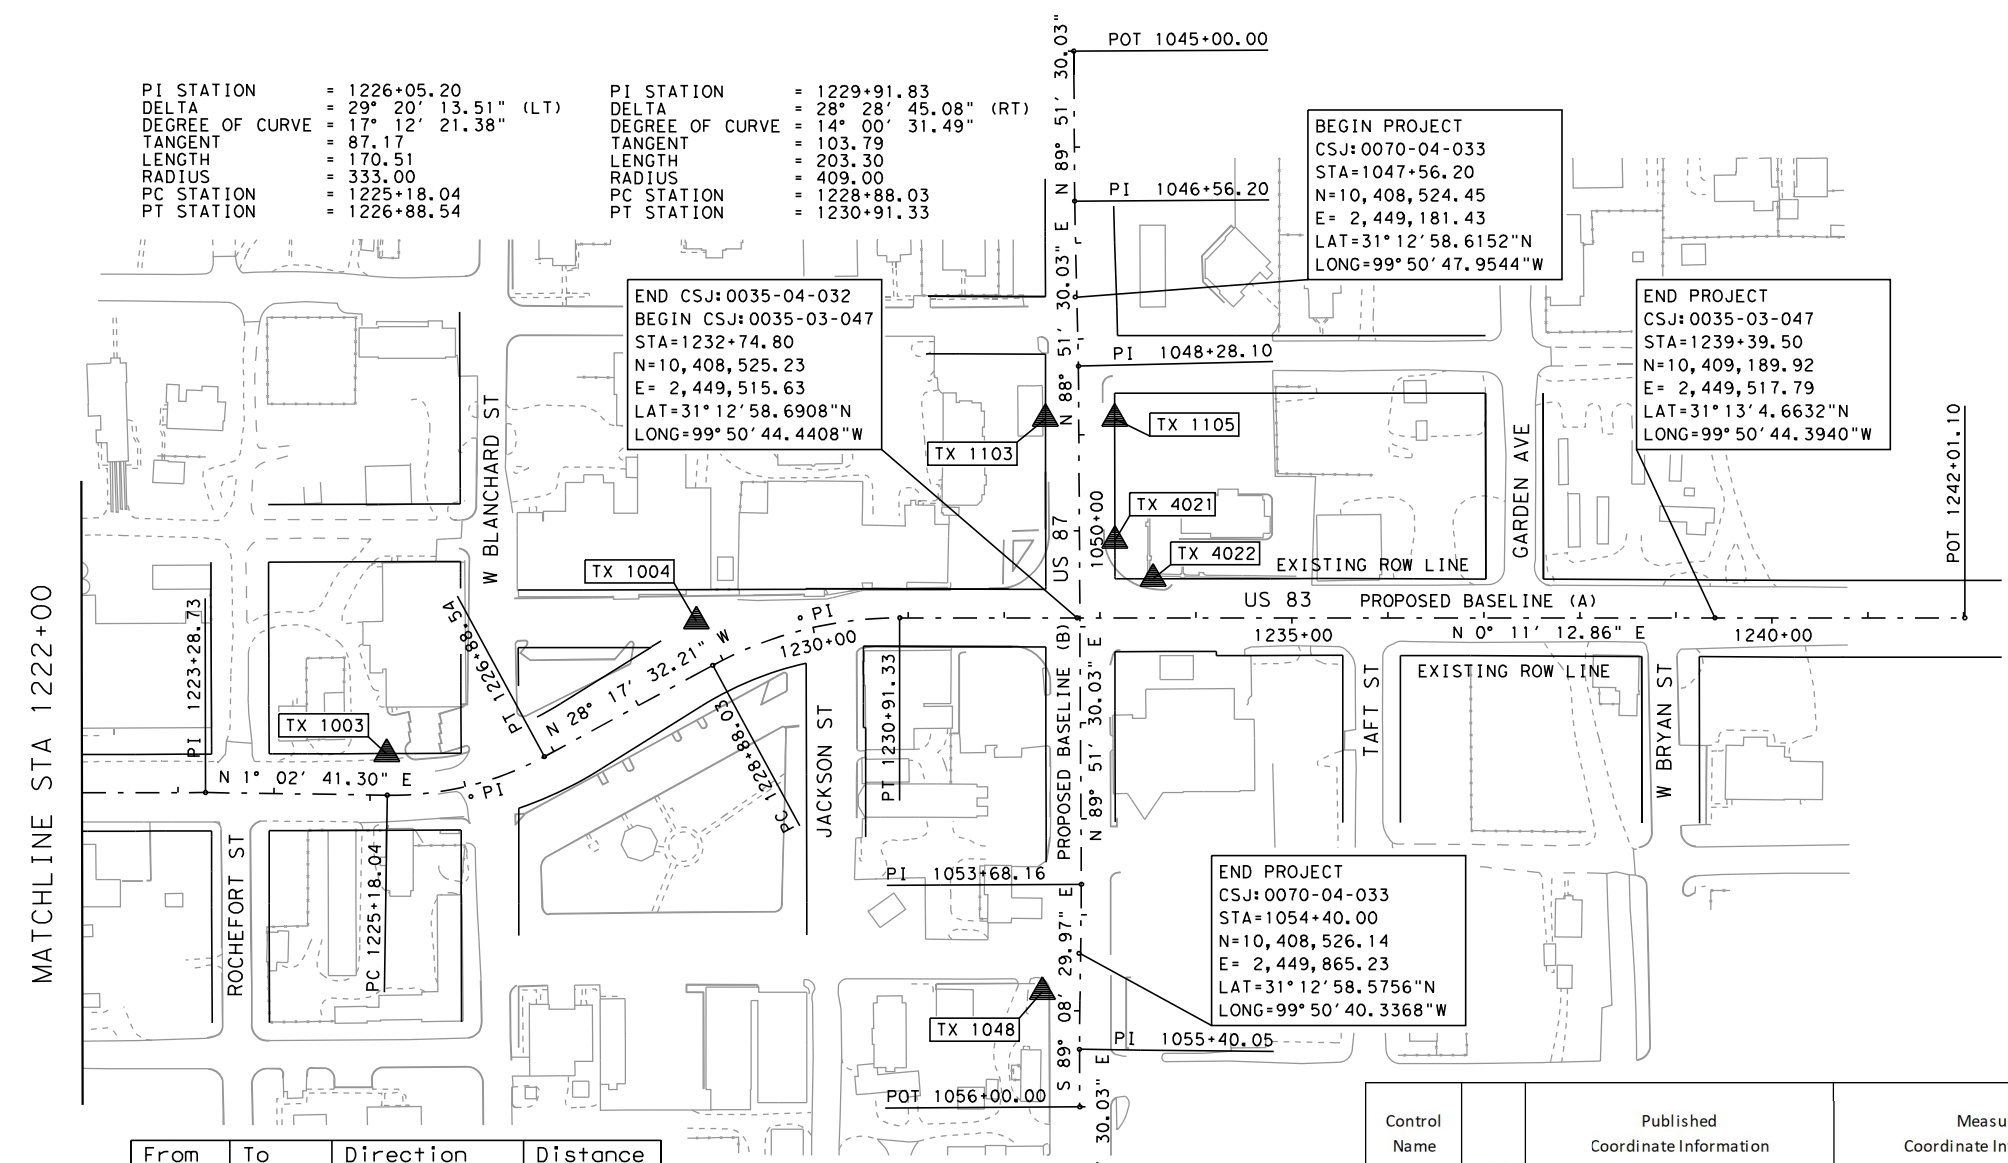 PI STATION = 1226+05.20
DELTA = 29° 20' 13.51" (LT)
DEGREE OF CURVE = 17° 12' 21.38"
TANGENT = 87.17
LENGTH = 170.51
RADIUS = 333.00
PC STATION = 1225+18.04
PT STATION = 1226+88.54
PI STATION = 1229+91.83
DELTA = 28° 28' 45.08" (RT)
DEGREE OF CURVE = 14° 00' 31.49"
TANGENT = 103.79
LENGTH = 203.30
RADIUS = 409.00
PC STATION = 1228+88.03
PT STATION = 1230+91.33
POT 1045+00.00
N 89° 51' 30.03"
PI 1046+56.20
BEGIN PROJECT
CSJ:0070-04-033
STA=1047+56.20
N=10,408,524.45
E= 2,449,181.43
LAT=31°12'58.6152"N
LONG=99°50'47.9544"W
END CSJ:0035-04-032
BEGIN CSJ:0035-03-047
STA=1232+74.80
N=10,408,525.23
E= 2,449,515.63
LAT=31°12'58.6908"N
LONG=99°50'44.4408"W
END PROJECT
CSJ:0035-03-047
STA=1239+39.50
N=10,409,189.92
E= 2,449,517.79
LAT=31°13'4.6632"N
LONG=99°50'44.3940"W
N 88° 51' 30.03" E
PI 1048+28.10
TX 1103
TX 1105
TX 4021
TX 4022
TX 1004
TX 1003
W BLANCHARD ST
US 87
1050+00
GARDEN AVE
POT 1242+01.10
EXISTING ROW LINE
US 83 PROPOSED BASELINE (A)
1235+00
N 0° 11' 12.86" E
1240+00
EXISTING ROW LINE
MATCHLINE STA 1222+00
PI 1223+28.73
PT 1226+88.54
N 28° 17' 32.21" W
PI
1230+00
PC 1228+88.03
PT 1230+91.33
N 1° 02' 41.30" E
PI
PC 1225+18.04
ROCHEFORT ST
JACKSON ST
PROPOSED BASELINE (B)
N 89° 51' 30.03" E
TAFT ST
W BRYAN ST
PI 1053+68.16
END PROJECT
CSJ:0070-04-033
STA=1054+40.00
N=10,408,526.14
E= 2,449,865.23
LAT=31°12'58.5756"N
LONG=99°50'40.3368"W
S 89° 08' 29.97" E
TX 1048
PI 1055+40.05
POT 1056+00.00
30.03" E
From To Direction Distance
Control Name
Published Coordinate Information